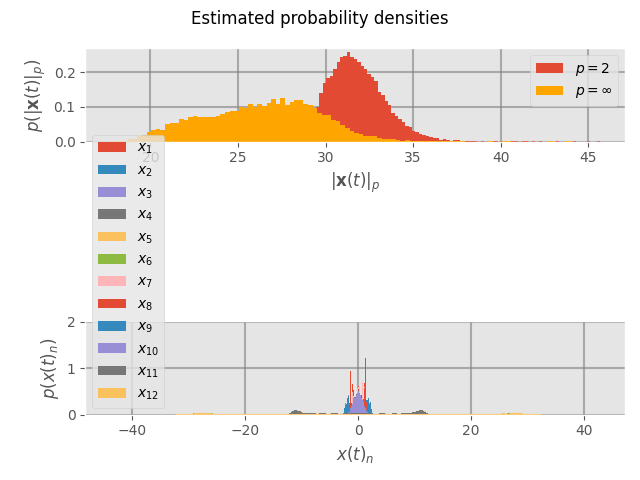 Estimated probability densities
p(|x(t)|ₚ)
0.2
0.1
0.0
p = 2
p = ∞
20 25 30 35 40 45
|x(t)|ₚ
x₁
x₂
x₃
x₄
x₅
x₆
x₇
x₈
x₉
x₁₀
x₁₁
x₁₂
p(x(t)ₙ)
2
1
0
−40 −20 0 20 40
x(t)ₙ